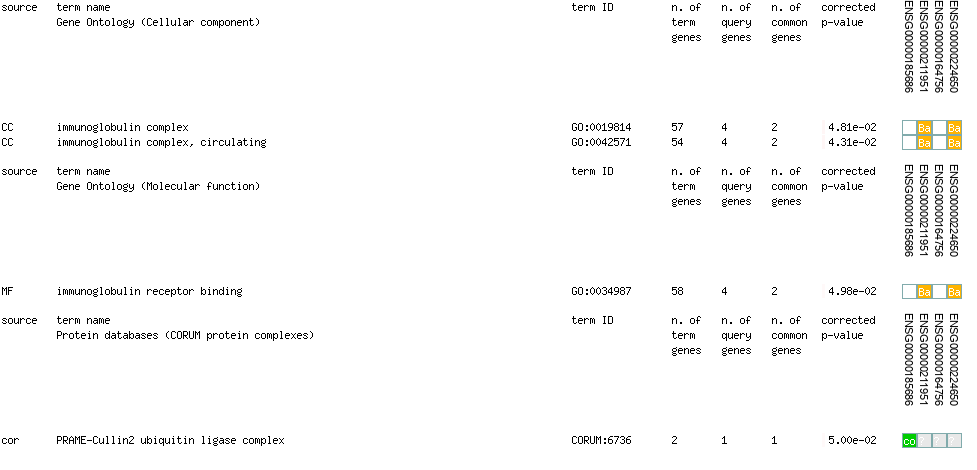 source term name term ID n. of n. of n. of corrected
Gene Ontology (Cellular component) term query common p-value
genes genes genes
ENSG00000185686
ENSG00000211951
ENSG00000164756
ENSG00000224650
CC immunoglobulin complex GO:0019814 57 4 2 4.81e-02 Ba Ba
CC immunoglobulin complex, circulating GO:0042571 54 4 2 4.31e-02 Ba Ba
source term name term ID n. of n. of n. of corrected
Gene Ontology (Molecular function) term query common p-value
genes genes genes
ENSG00000185686
ENSG00000211951
ENSG00000164756
ENSG00000224650
MF immunoglobulin receptor binding GO:0034987 58 4 2 4.98e-02 Ba Ba
source term name term ID n. of n. of n. of corrected
Protein databases (CORUM protein complexes) term query common p-value
genes genes genes
ENSG00000185686
ENSG00000211951
ENSG00000164756
ENSG00000224650
cor PRAME-Cullin2 ubiquitin ligase complex CORUM:6736 2 1 1 5.00e-02 co